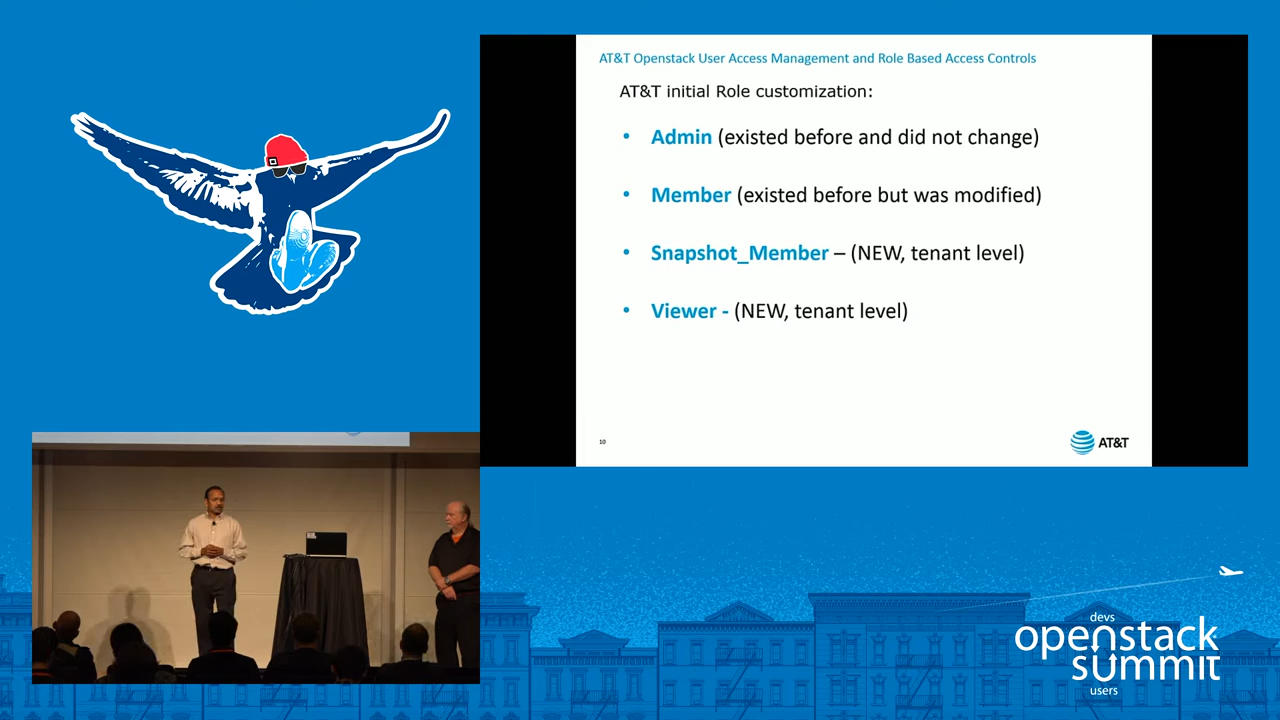 AT&T Openstack User Access Management and Role Based Access Controls
AT&T initial Role customization:
• Admin (existed before and did not change)
• Member (existed before but was modified)
• Snapshot_Member – (NEW, tenant level)
• Viewer - (NEW, tenant level)
10
AT&T
devs
openstack
summit
users